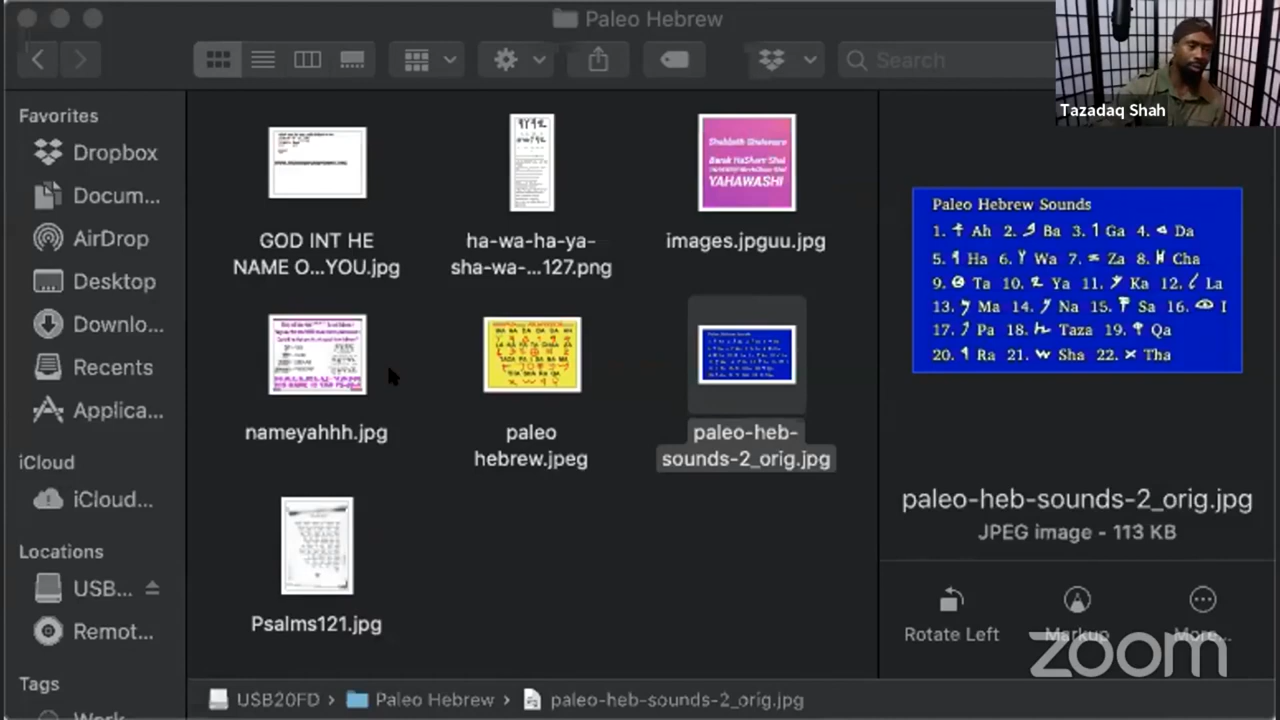 Paleo Hebrew
Search
Tazadaq Shah
Favorites
Dropbox
Docum...
AirDrop
Desktop
Downlo...
Recents
Applica...
iCloud
iCloud...
Locations
USB...
Remot...
Tags
GOD INT HE
NAME O...YOU.jpg
ha-wa-ha-ya-
sha-wa-...127.png
images.jpguu.jpg
YAHAWASHI
nameyahhh.jpg
paleo
hebrew.jpeg
paleo-heb-
sounds-2_orig.jpg
Psalms121.jpg
Paleo Hebrew Sounds
1. Ah 2. Ba 3. Ga 4. Da
5. Ha 6. Wa 7. Za 8. Cha
9. Ta 10. Ya 11. Ka 12. La
13. Ma 14. Na 15. Sa 16. I
17. Pa 18. Taza 19. Qa
20. Ra 21. Sha 22. Tha
paleo-heb-sounds-2_orig.jpg
JPEG image - 113 KB
Rotate Left
Markup
More...
zoom
USB20FD › Paleo Hebrew › paleo-heb-sounds-2_orig.jpg